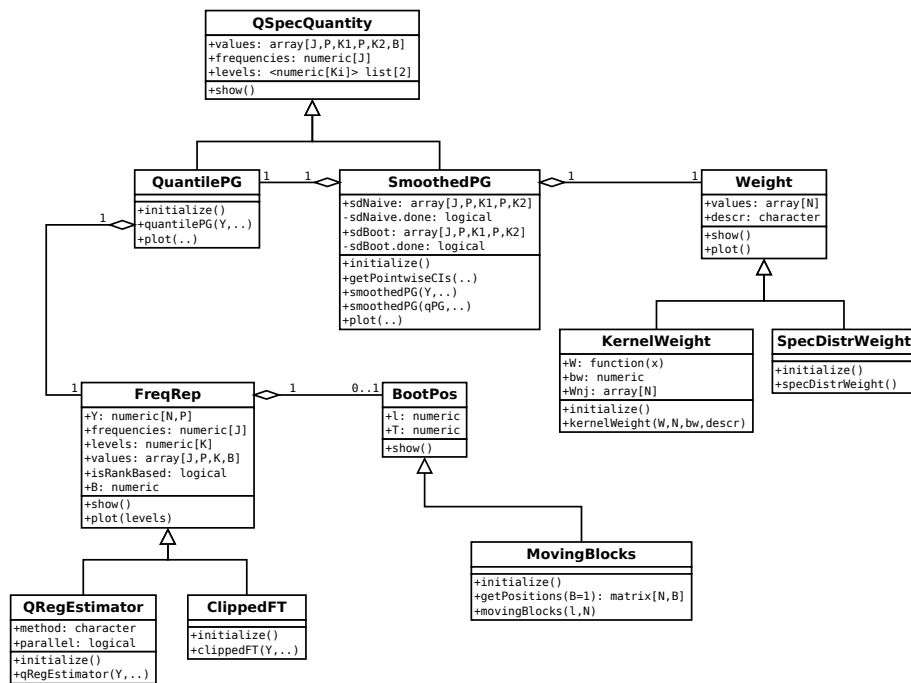 QSpecQuantity
+values: array[J,P,K1,P,K2,B]
+frequencies: numeric[J]
+levels: <numeric[Ki]> list[2]
+show()
QuantilePG
+initialize()
+quantilePG(Y,..)
+plot(..)
1
1
1
SmoothedPG
+sdNaive: array[J,P,K1,P,K2]
-sdNaive.done: logical
+sdBoot: array[J,P,K1,P,K2]
-sdBoot.done: logical
+initialize()
+getPointwiseCIs(..)
+smoothedPG(Y,..)
+smoothedPG(qPG,..)
+plot(..)
1
1
Weight
+values: array[N]
+descr: character
+show()
+plot()
KernelWeight
+W: function(x)
+bw: numeric
+Wnj: array[N]
+initialize()
+kernelWeight(W,N,bw,descr)
SpecDistrWeight
+initialize()
+specDistrWeight()
1
FreqRep
+Y: numeric[N,P]
+frequencies: numeric[J]
+levels: numeric[K]
+values: array[J,P,K,B]
+isRankBased: logical
+B: numeric
+show()
+plot(levels)
1
0..1
BootPos
+l: numeric
+T: numeric
+show()
MovingBlocks
+initialize()
+getPositions(B=1): matrix[N,B]
+movingBlocks(l,N)
QRegEstimator
+method: character
+parallel: logical
+initialize()
+qRegEstimator(Y,..)
ClippedFT
+initialize()
+clippedFT(Y,..)